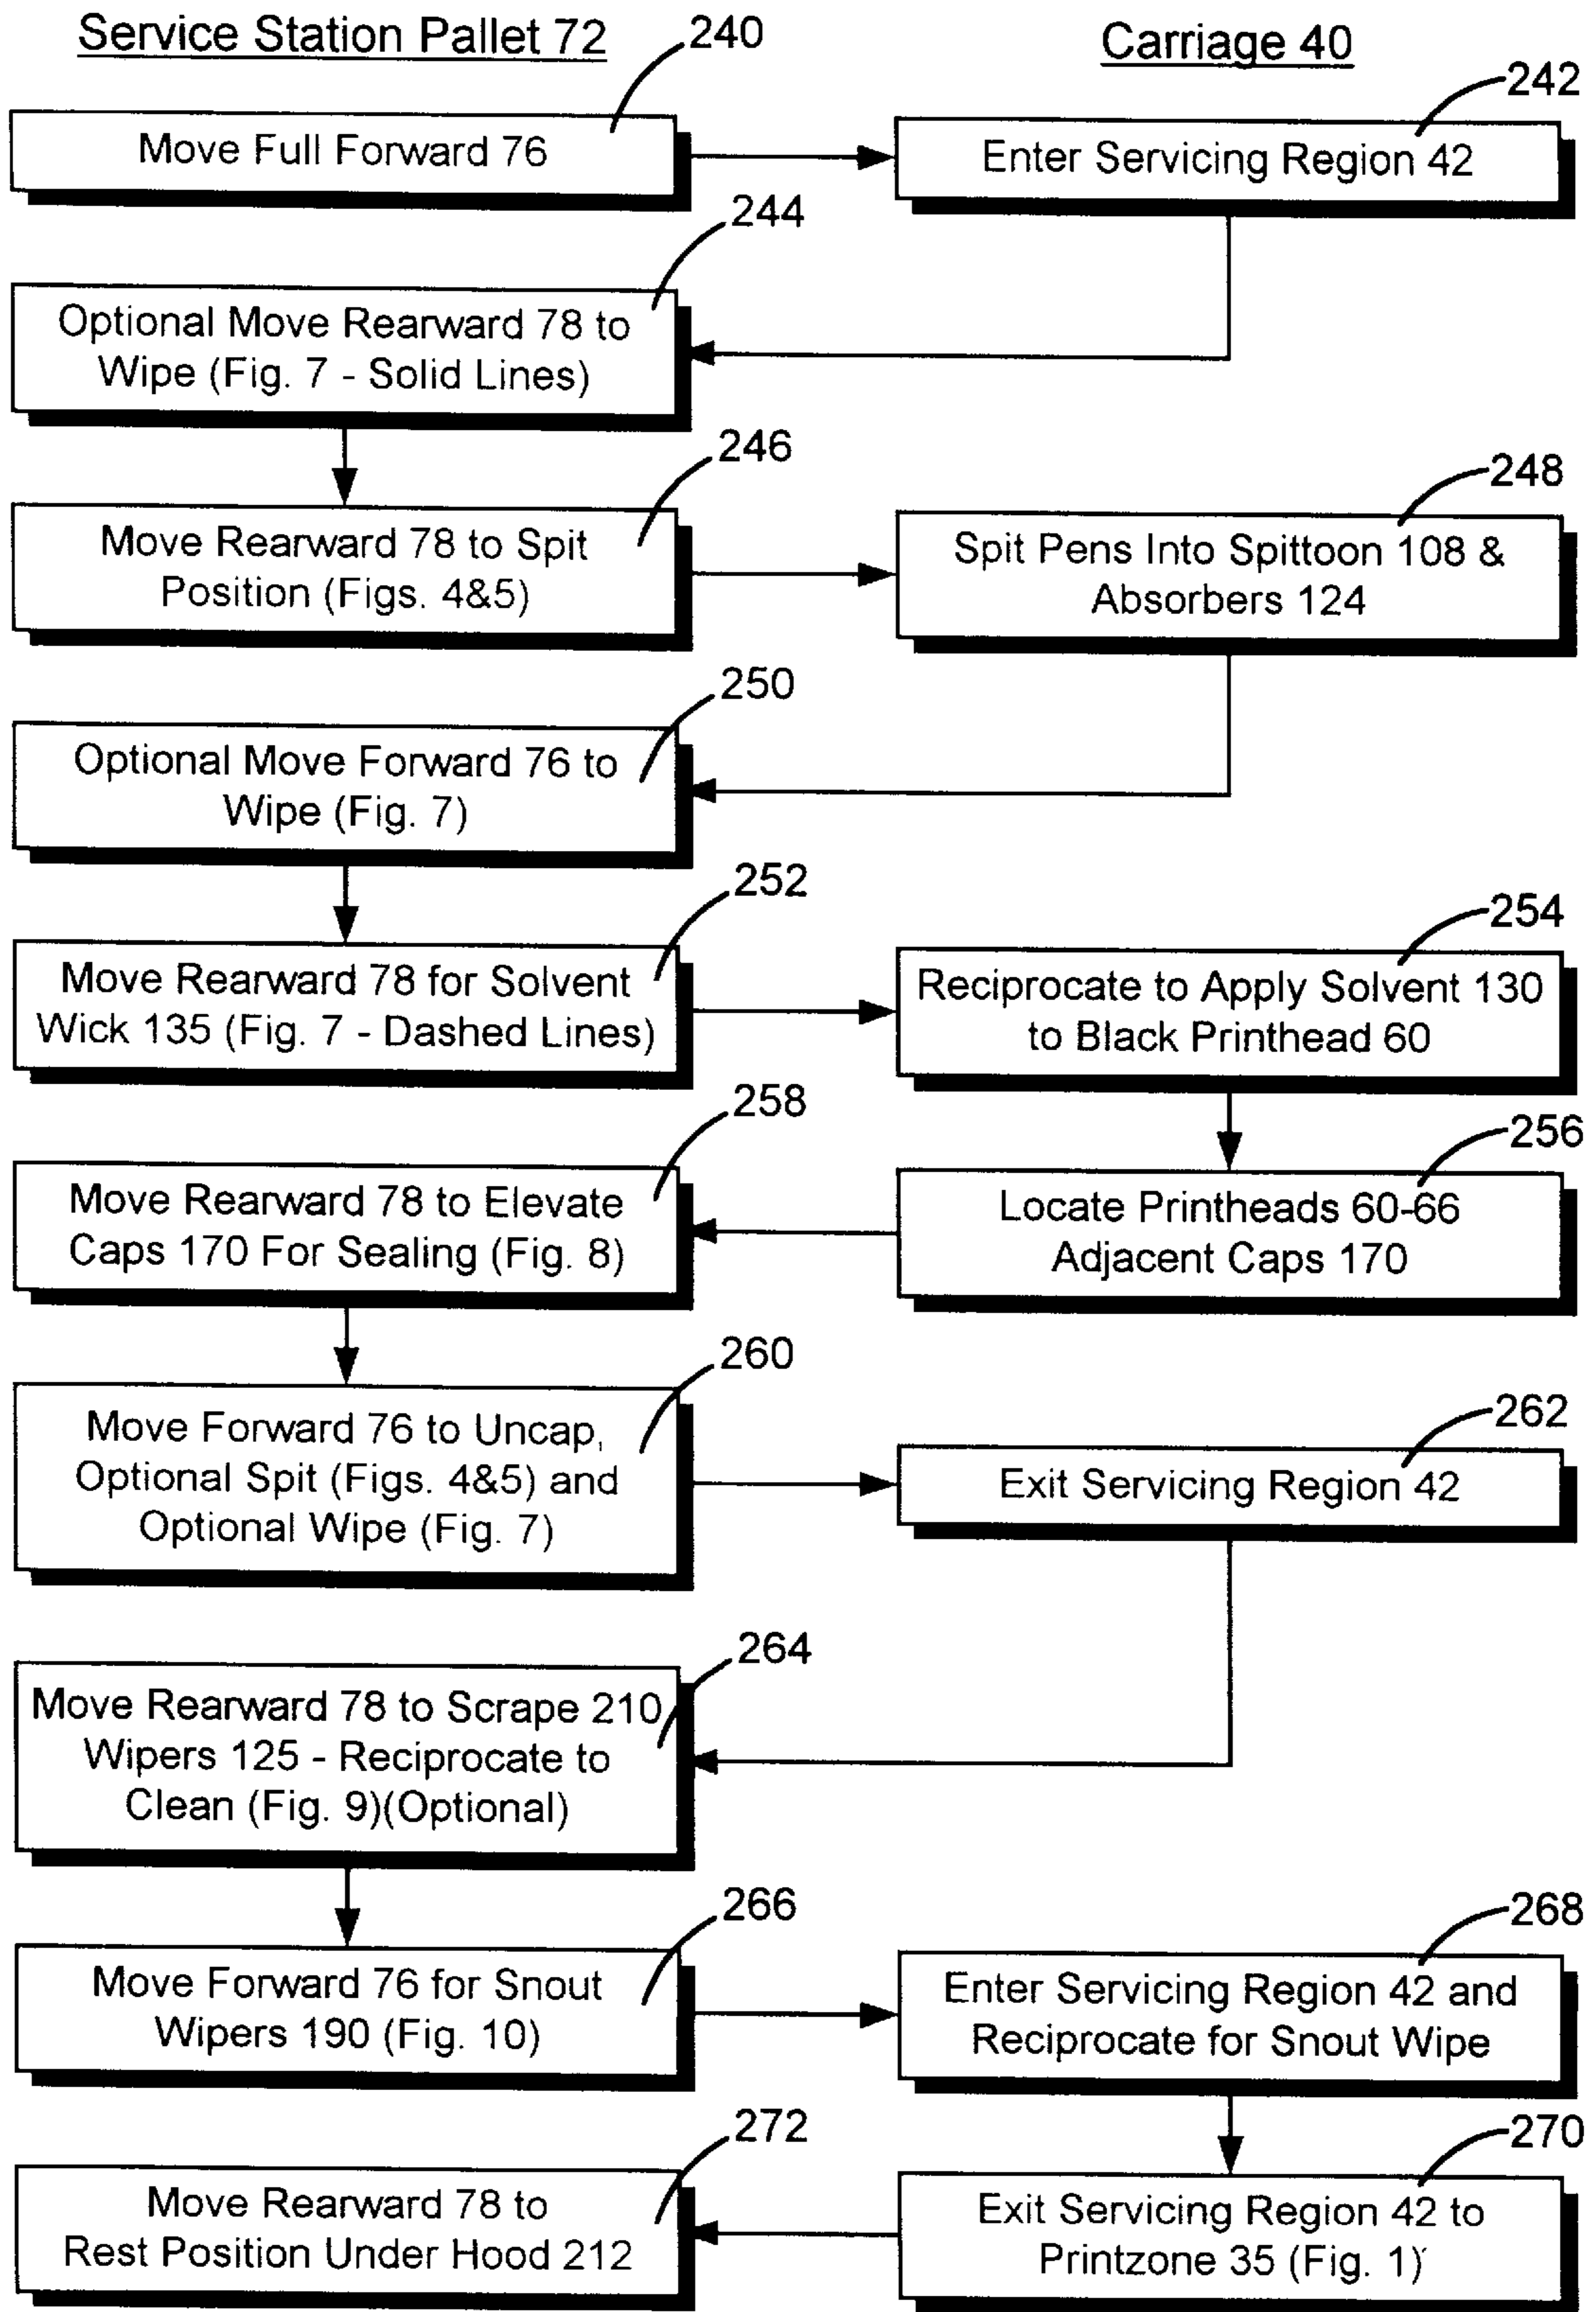 Service Station Pallet 72
240
Carriage 40
242
Move Full Forward 76
Enter Servicing Region 42
244
Optional Move Rearward 78 to
Wipe (Fig. 7 - Solid Lines)
246
248
Move Rearward 78 to Spit
Position (Figs. 4&5)
Spit Pens Into Spittoon 108 &
Absorbers 124
250
Optional Move Forward 76 to
Wipe (Fig. 7)
252
254
Move Rearward 78 for Solvent
Wick 135 (Fig. 7 - Dashed Lines)
Reciprocate to Apply Solvent 130
to Black Printhead 60
258
256
Move Rearward 78 to Elevate
Caps 170 For Sealing (Fig. 8)
Locate Printheads 60-66
Adjacent Caps 170
260
262
Move Forward 76 to Uncap,
Optional Spit (Figs. 4&5) and
Optional Wipe (Fig. 7)
Exit Servicing Region 42
264
Move Rearward 78 to Scrape 210
Wipers 125 - Reciprocate to
Clean (Fig. 9)(Optional)
266
268
Move Forward 76 for Snout
Wipers 190 (Fig. 10)
Enter Servicing Region 42 and
Reciprocate for Snout Wipe
272
270
Move Rearward 78 to
Rest Position Under Hood 212
Exit Servicing Region 42 to
Printzone 35 (Fig. 1)